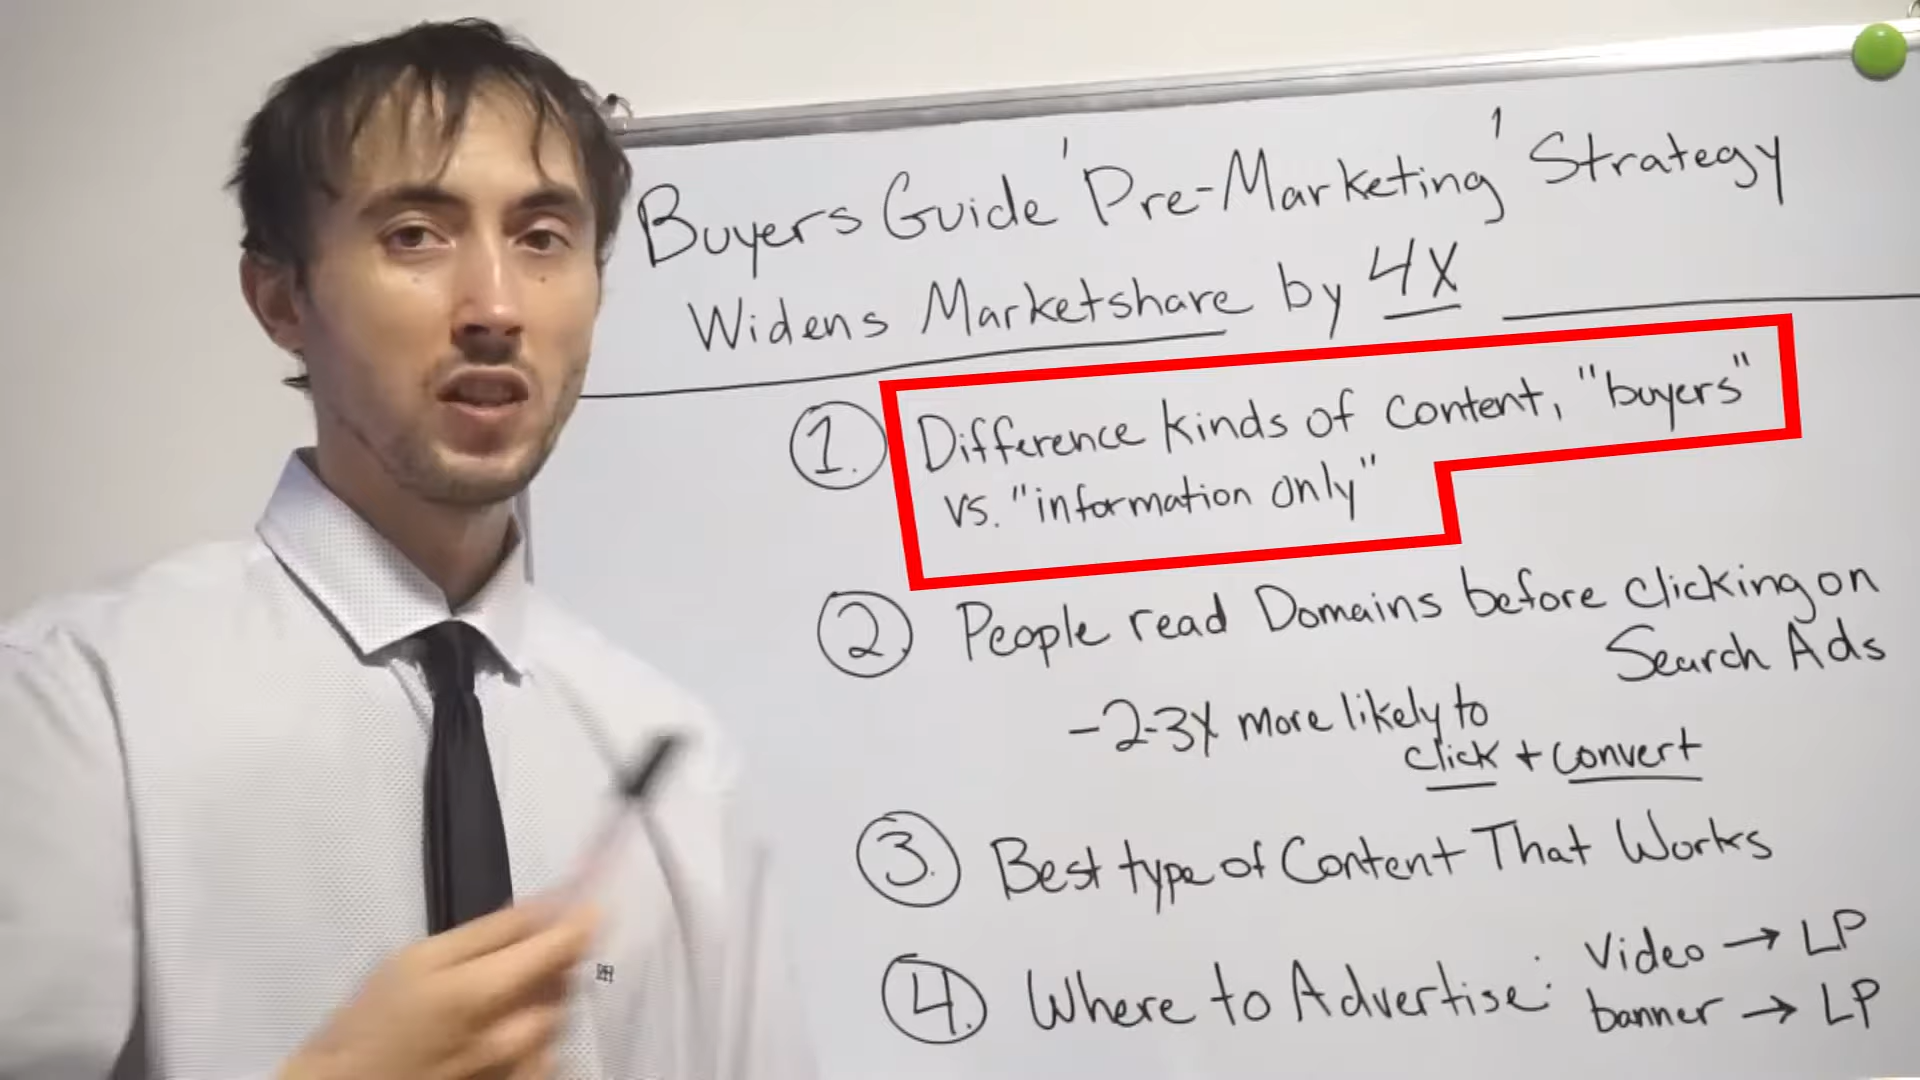 Buyers Guide 'Pre-Marketing' Strategy
Widens Marketshare by 4X
1. Difference kinds of content, "buyers"
vs. "information only"
2. People read Domains before clicking on
Search Ads
-2-3X more likely to
click + convert
3. Best type of Content That Works
4. Where to Advertise: Video → LP
banner → LP